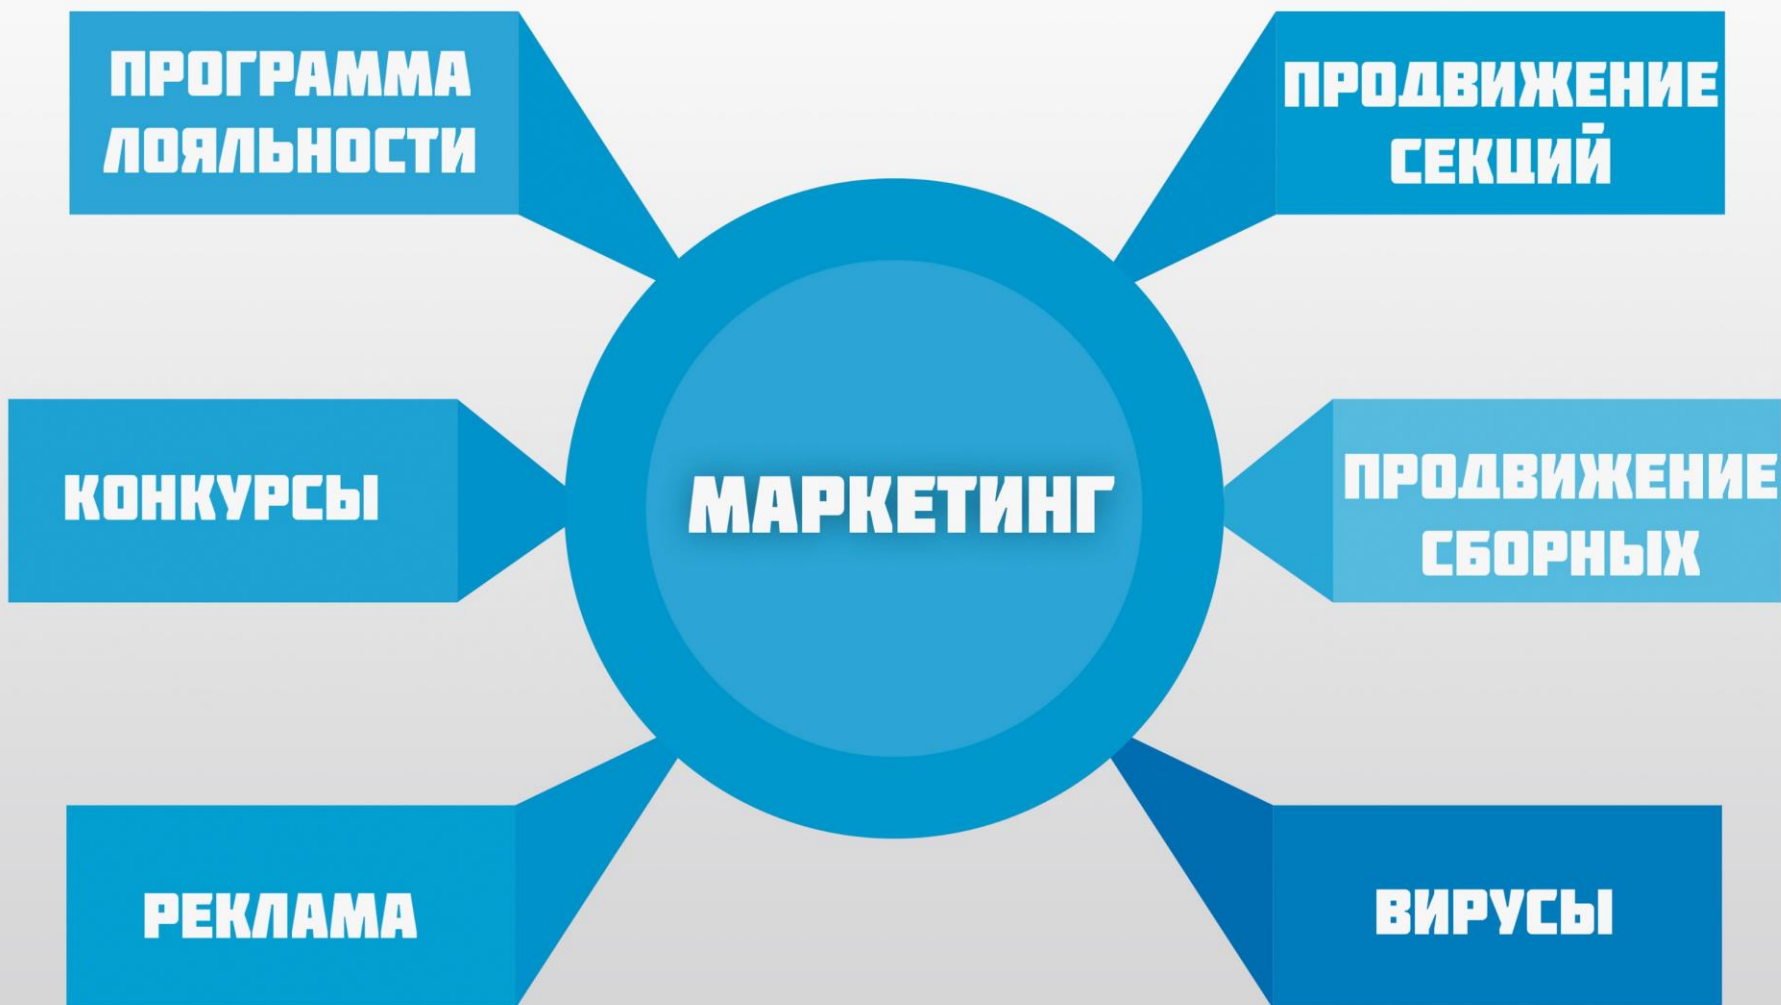 ПРОГРАММА
ЛОЯЛЬНОСТИ
ПРОДВИЖЕНИЕ
СЕКЦИЙ
КОНКУРСЫ
МАРКЕТИНГ
ПРОДВИЖЕНИЕ
СБОРНЫХ
РЕКЛАМА
ВИРУСЫ